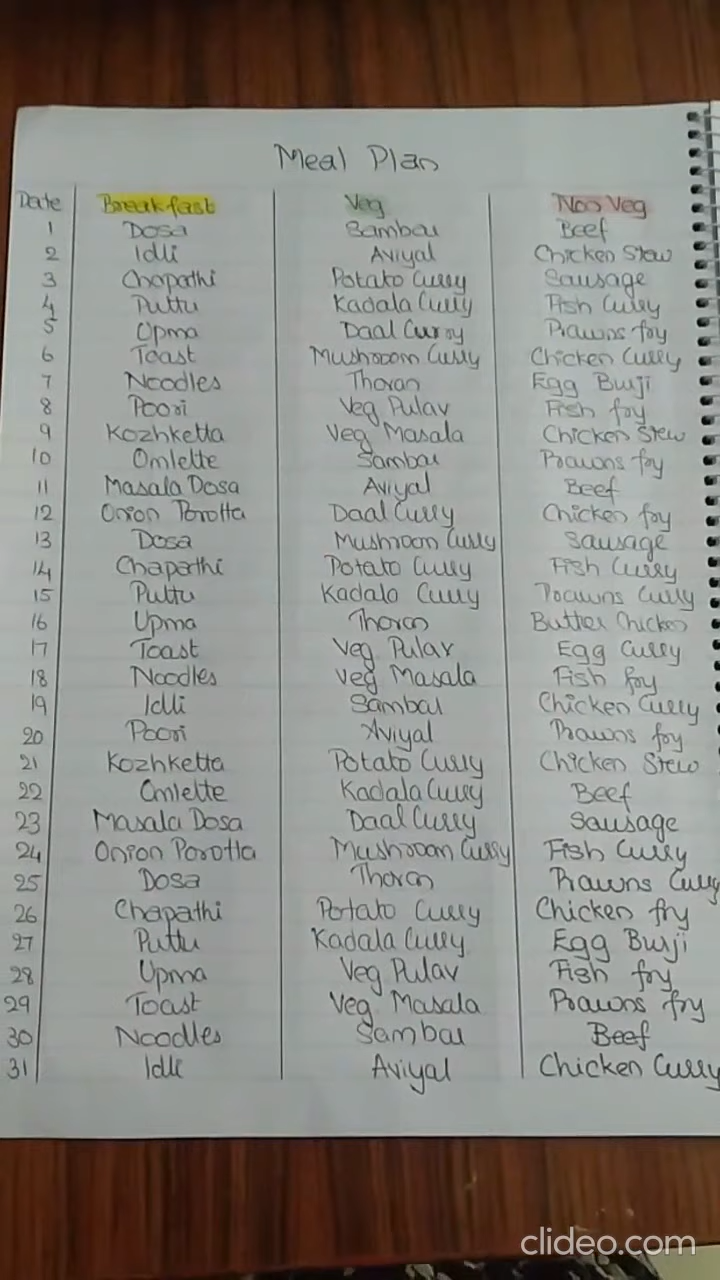 Meal Plan
Date Breakfast Veg Non Veg
1 Dosa Sambar Beef
2 Idli Aviyal Chicken Stew
3 Chapathi Potato Curry Sausage
4 Puttu Kadala Curry Fish Curry
5 Upma Daal Curry Prawns fry
6 Toast Mushroom Curry Chicken Curry
7 Noodles Thoran Egg Burji
8 Poori Veg Pulav Fish fry
9 Kozhketta Veg Masala Chicken Stew
10 Omlette Sambar Prawns fry
11 Masala Dosa Aviyal Beef
12 Onion Porotta Daal Curry Chicken fry
13 Dosa Mushroom Curry Sausage
14 Chapathi Potato Curry Fish Curry
15 Puttu Kadala Curry Prawns Curry
16 Upma Thoran Butter Chicken
17 Toast Veg Pulav Egg Curry
18 Noodles Veg Masala Fish fry
19 Idli Sambar Chicken Curry
20 Poori Aviyal Prawns fry
21 Kozhketta Potato Curry Chicken Stew
22 Omlette Kadala Curry Beef
23 Masala Dosa Daal Curry Sausage
24 Onion Porotta Mushroom Curry Fish Curry
25 Dosa Thoran Prawns Curry
26 Chapathi Potato Curry Chicken fry
27 Puttu Kadala Curry Egg Burji
28 Upma Veg Pulav Fish fry
29 Toast Veg Masala Prawns fry
30 Noodles Sambar Beef
31 Idli Aviyal Chicken Curry
clideo.com